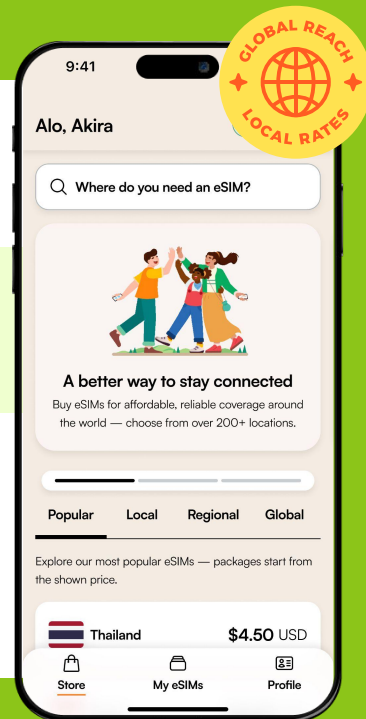 GLOBAL REACH
LOCAL RATES
9:41
Alo, Akira
Where do you need an eSIM?
A better way to stay connected
Buy eSIMs for affordable, reliable coverage around
the world — choose from over 200+ locations.
Popular Local Regional Global
Explore our most popular eSIMs — packages start from
the shown price.
Thailand $4.50 USD
Store My eSIMs Profile